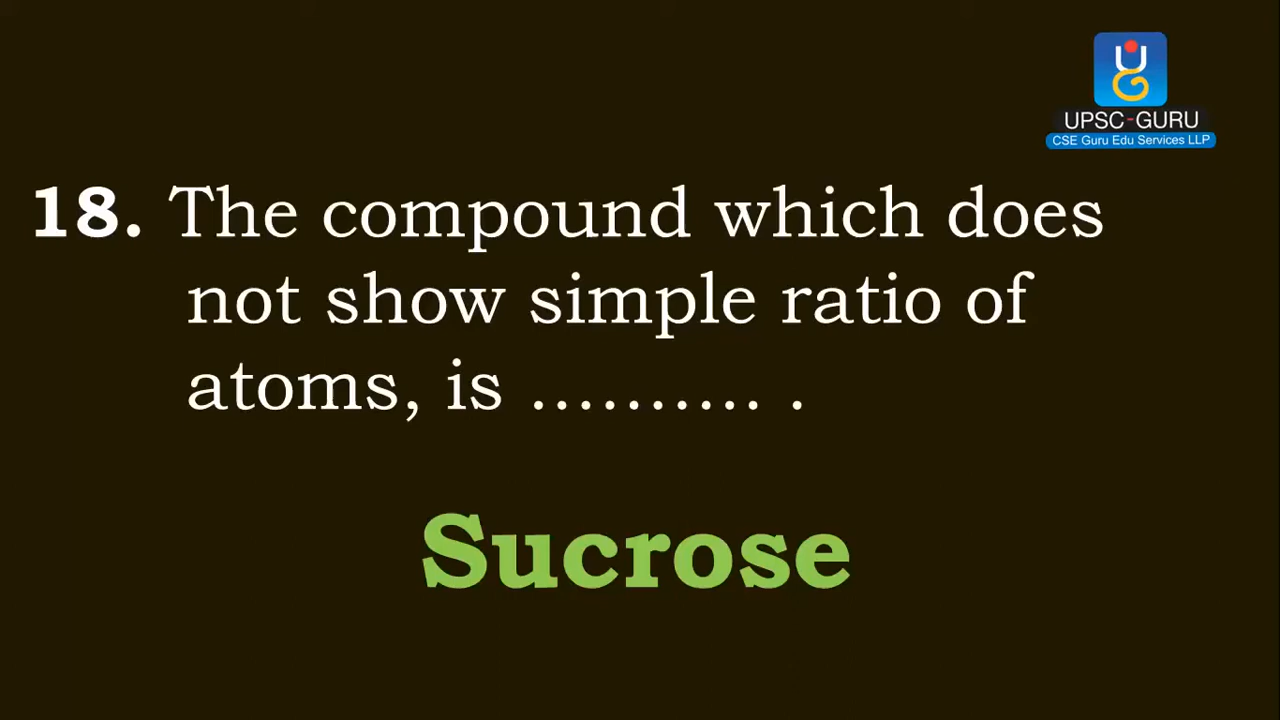 UG
UPSC-GURU
CSE Guru Edu Services LLP
18. The compound which does
not show simple ratio of
atoms, is .......... .
Sucrose